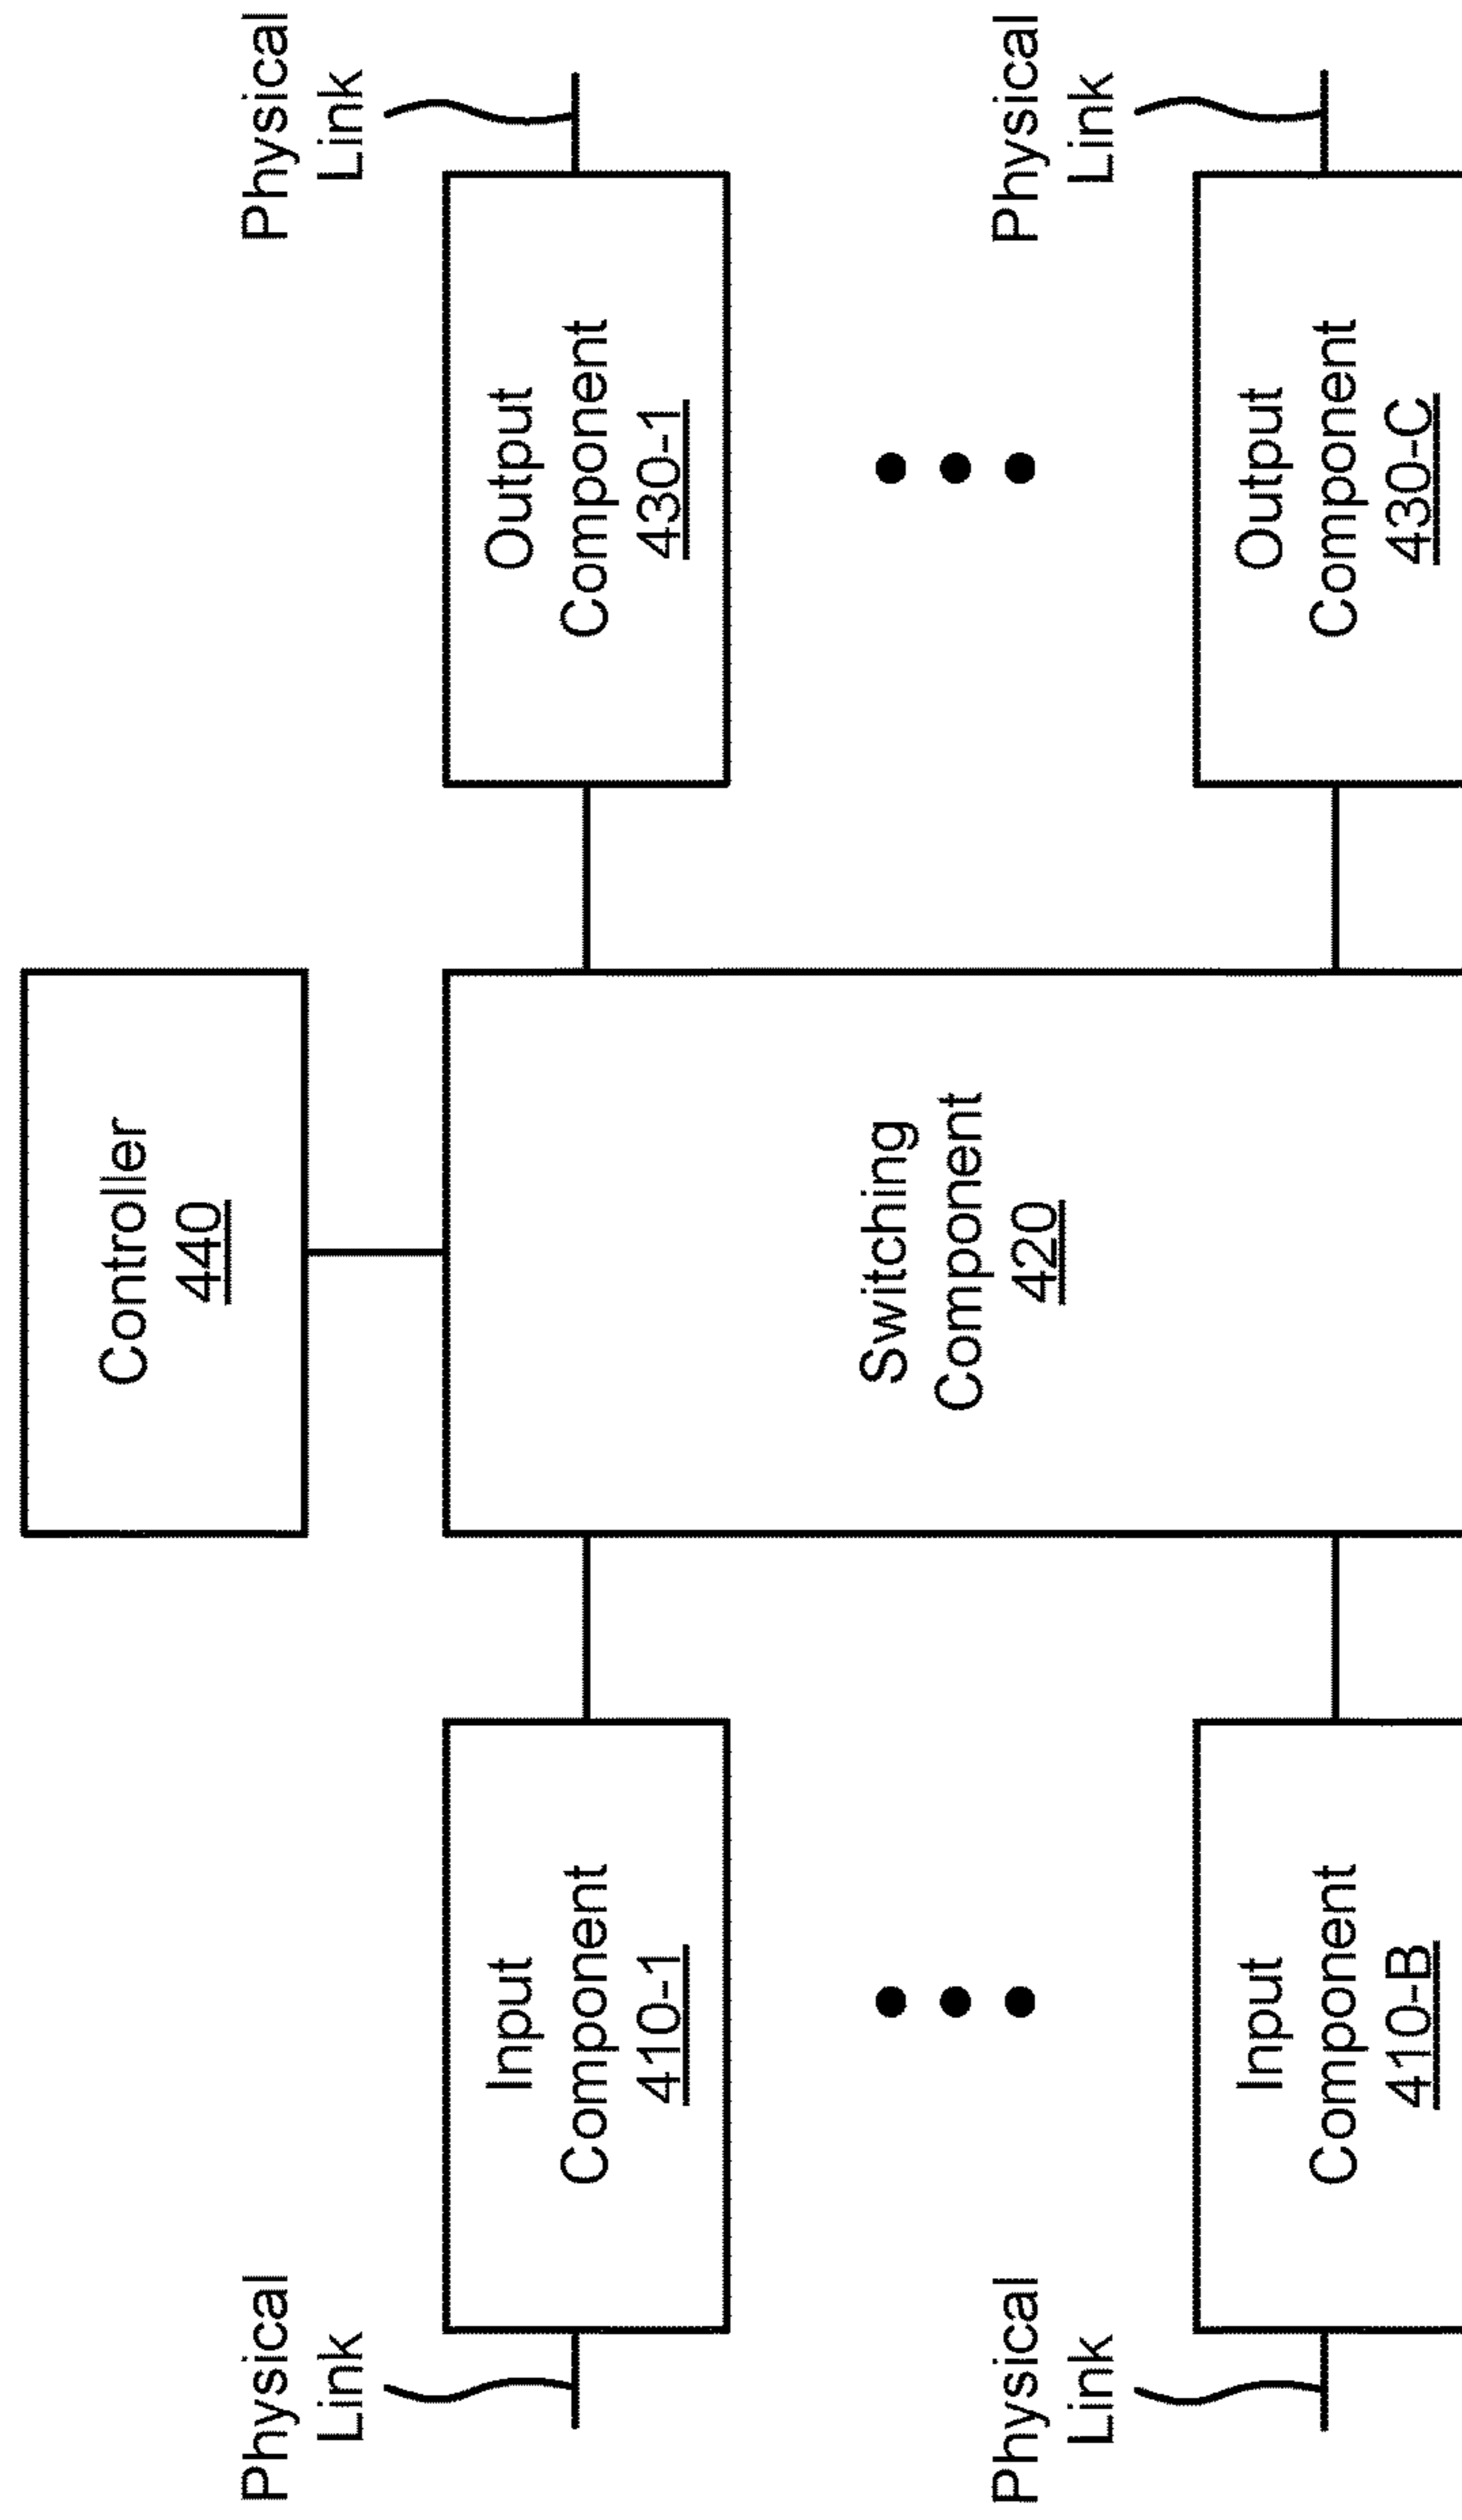 Controller
440
Physical
Link
Input
Component
410-1
Switching
Component
420
Output
Component
430-1
Physical
Link
Physical
Link
Input
Component
410-B
Output
Component
430-C
Physical
Link